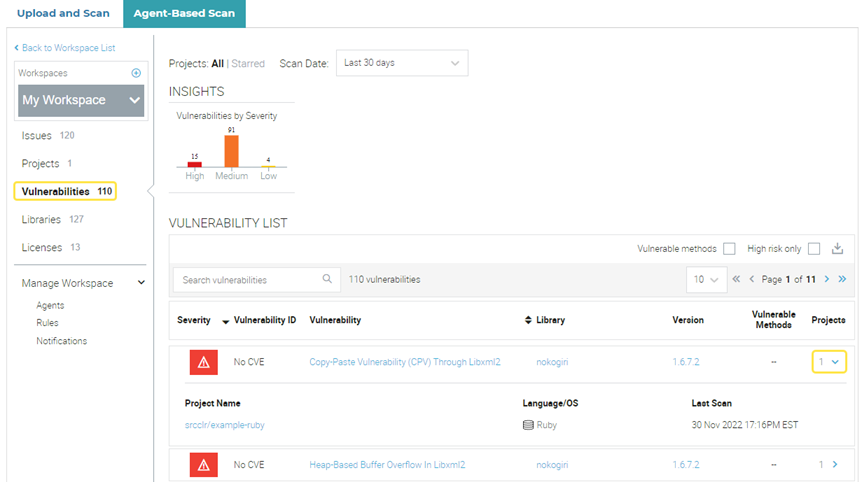 Upload and Scan
Agent-Based Scan
Back to Workspace List
Workspaces
My Workspace
Issues 120
Projects 1
Vulnerabilities 110
Libraries 127
Licenses 13
Manage Workspace
Agents
Rules
Notifications
Projects: All | Starred Scan Date: Last 30 days
INSIGHTS
Vulnerabilities by Severity
15 91 4
High Medium Low
VULNERABILITY LIST
Vulnerable methods High risk only
Search vulnerabilities 110 vulnerabilities 10 Page 1 of 11
Severity Vulnerability ID Vulnerability Library Version Vulnerable Methods Projects
No CVE Copy-Paste Vulnerability (CPV) Through Libxml2 nokogiri 1.6.7.2 -- 1
Project Name Language/OS Last Scan
srcclr/example-ruby Ruby 30 Nov 2022 17:16PM EST
No CVE Heap-Based Buffer Overflow In Libxml2 nokogiri 1.6.7.2 -- 1